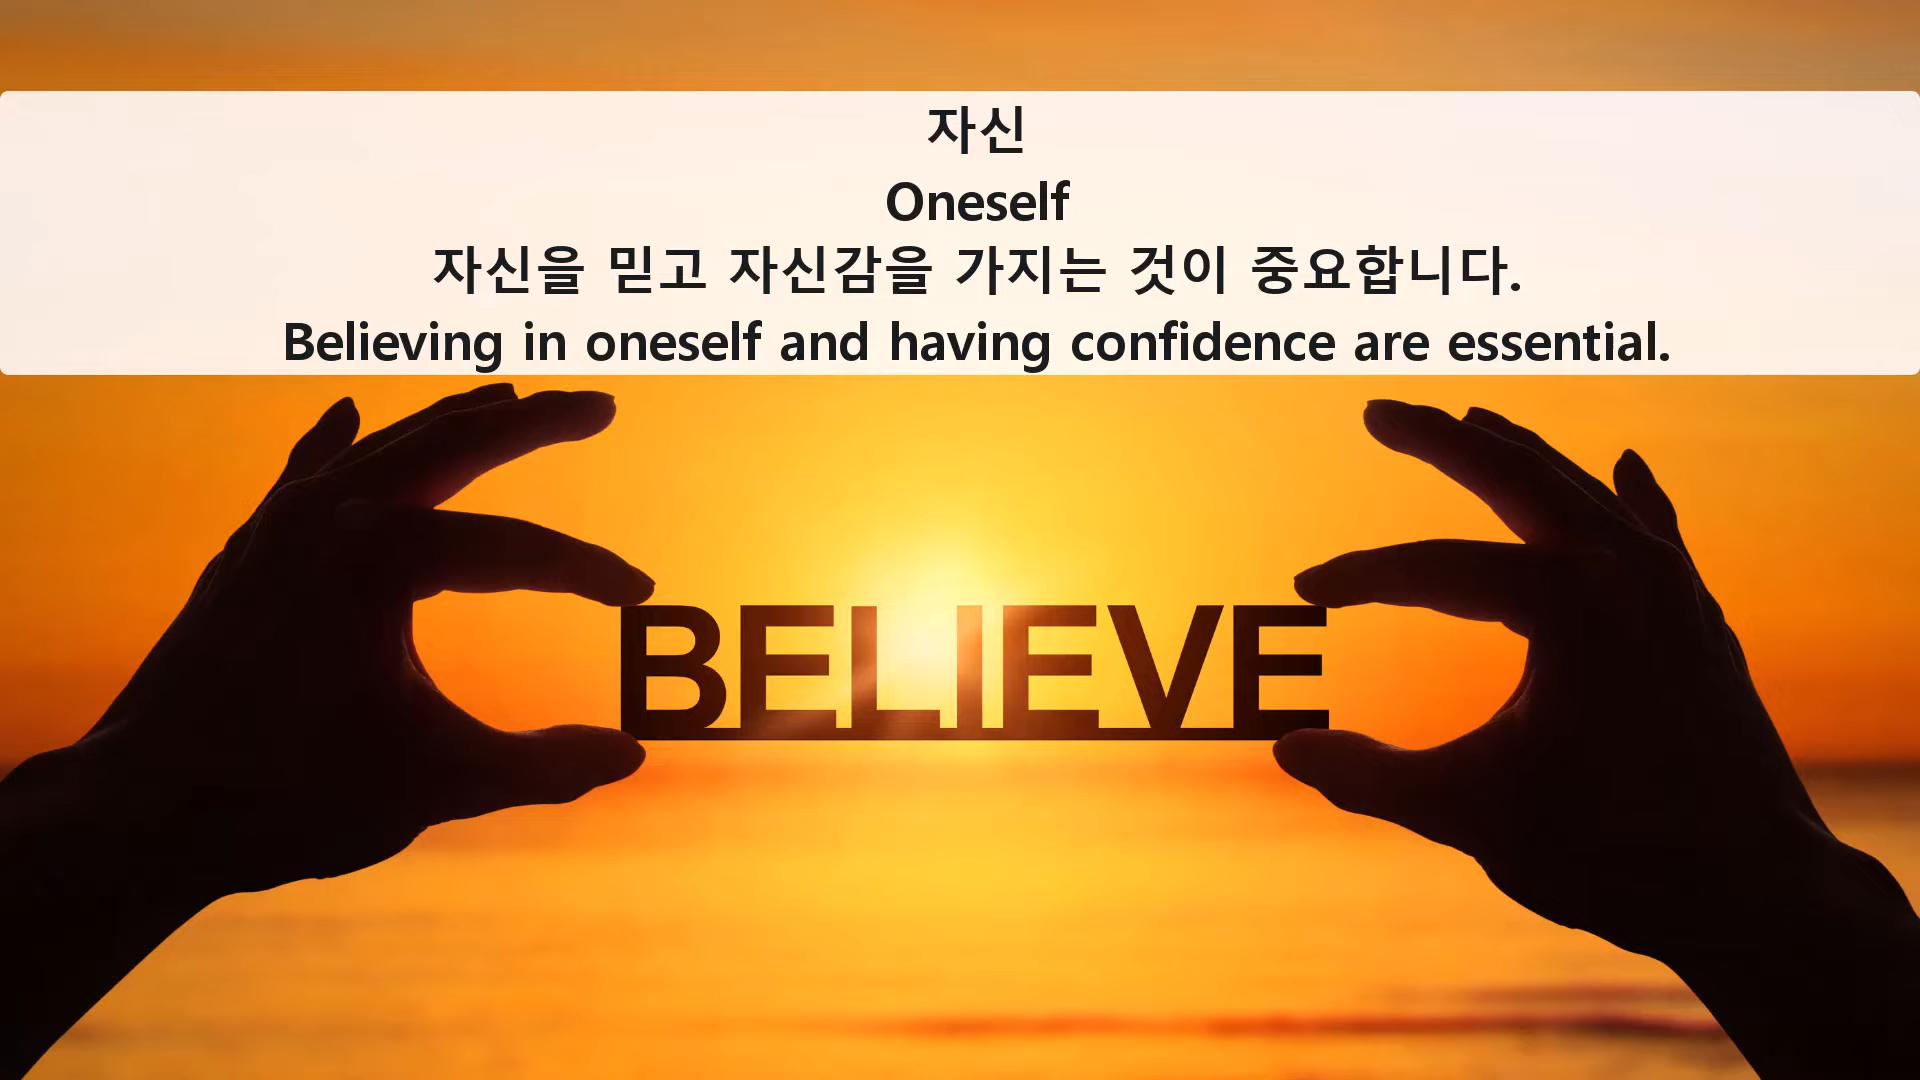 자신
Oneself
자신을 믿고 자신감을 가지는 것이 중요합니다.
Believing in oneself and having confidence are essential.
BELIEVE